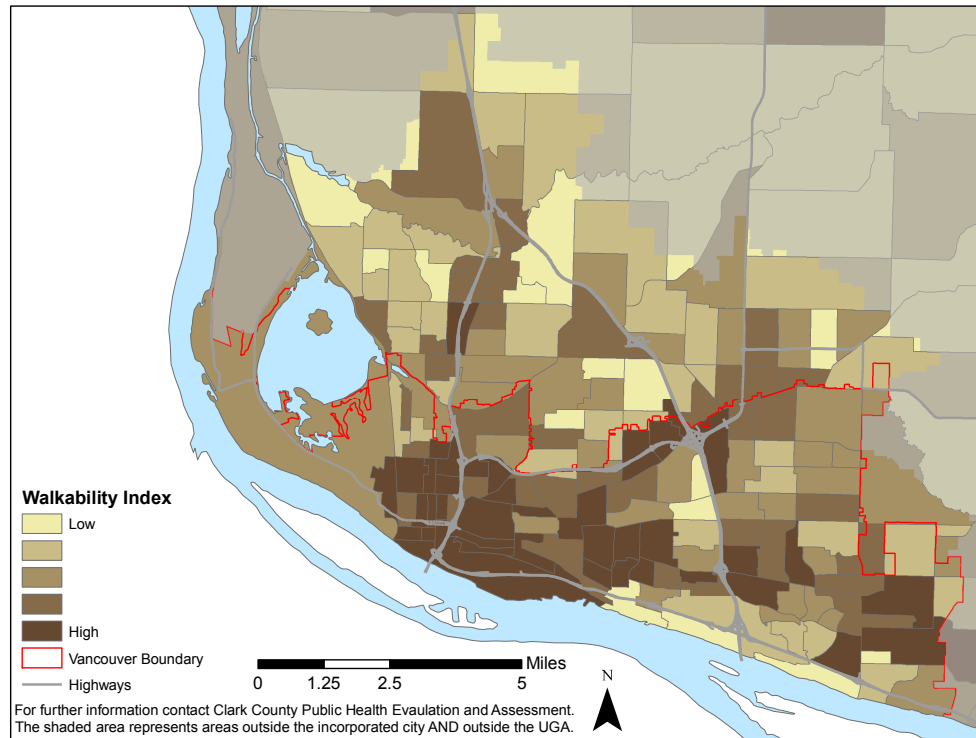 Walkability Index
Low
High
Vancouver Boundary
Highways
Miles
0 1.25 2.5 5
N
For further information contact Clark County Public Health Evaulation and Assessment.
The shaded area represents areas outside the incorporated city AND outside the UGA.